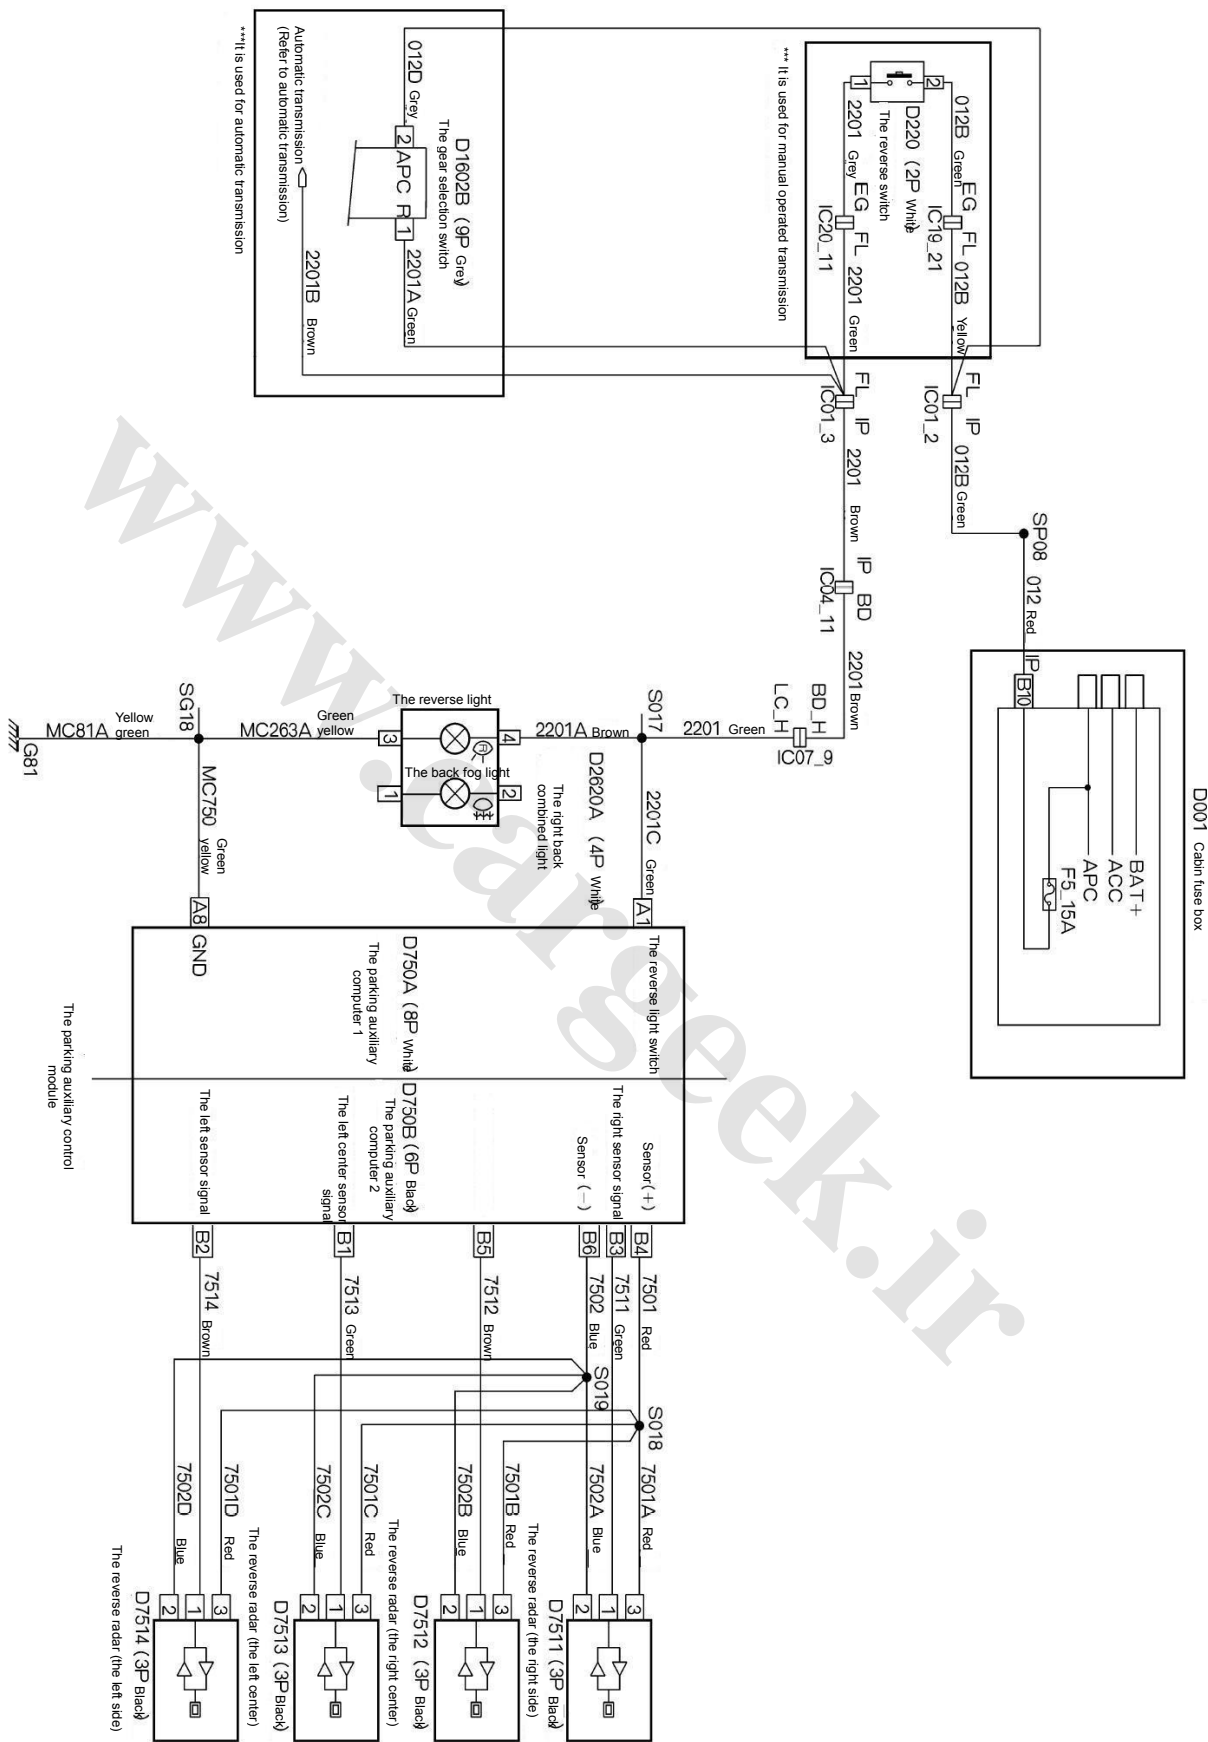 D001 Cabin fuse box
BAT+
ACC
APC
F5_15A
B10
IP
012 Red
SP08
012B Green
FL IP
IC01_2
*** It is used for manual operated transmission
The reverse switch
D220 (2P White)
1
2
012B Green
EG FL
IC19_21
012B Yellow
2201 Grey
EG FL
IC20_11
2201 Green
FL IP
IC01_3
2201 Brown
IP BD
IC04_11
2201 Brown
BD_H
LC_H
IC07_9
2201 Green
S017
***It is used for automatic transmission
Automatic transmission
(Refer to automatic transmission)
2201B Brown
012D Grey
D1602B (9P Grey)
The gear selection switch
2
APC R
1
2201A Green
2201A Brown
2201C Green
D2620A (4P White)
The right back
combined light
The reverse light
The back fog light
4
3
2
1
R
MC263A Green yellow
SG18
MC81A Yellow green
G81
MC750 Green yellow
A8
GND
A1
The reverse light switch
D750A (8P White)
The parking auxiliary
computer 1
D750B (6P Black)
The parking auxiliary
computer 2
The parking auxiliary control
module
Sensor(+)
The right sensor signal
Sensor (−)
The left center sensor
signal
The left sensor signal
B4
B3
B6
B5
B1
B2
7501 Red
7511 Green
7502 Blue
7512 Brown
7513 Green
7514 Brown
S018
S019
7501A Red
7502A Blue
7501B Red
7502B Blue
7501C Red
7502C Blue
7501D Red
7502D Blue
3
1
2
D7511 (3P Black)
The reverse radar (the right side)
3
1
2
D7512 (3P Black)
The reverse radar (the right center)
3
1
2
D7513 (3P Black)
The reverse radar (the left center)
3
1
2
D7514 (3P Black)
The reverse radar (the left side)
www.cargeek.ir